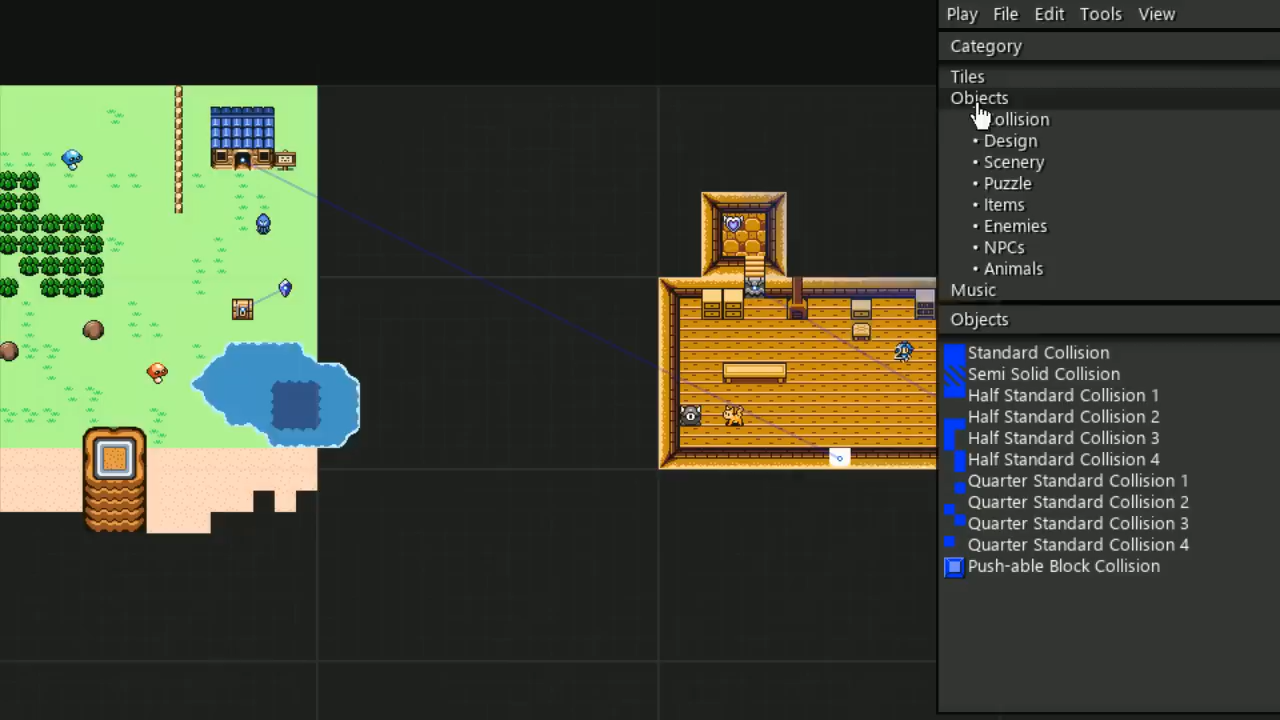 Play File Edit Tools View
Category
Tiles
Objects
• Collision
• Design
• Scenery
• Puzzle
• Items
• Enemies
• NPCs
• Animals
Music
Objects
Standard Collision
Semi Solid Collision
Half Standard Collision 1
Half Standard Collision 2
Half Standard Collision 3
Half Standard Collision 4
Quarter Standard Collision 1
Quarter Standard Collision 2
Quarter Standard Collision 3
Quarter Standard Collision 4
Push-able Block Collision